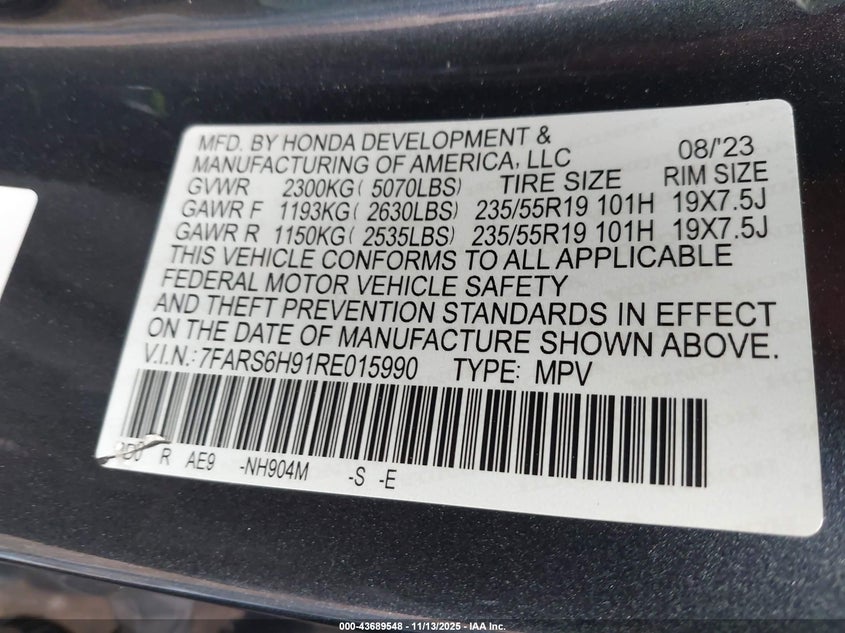 MFD. BY HONDA DEVELOPMENT &
MANUFACTURING OF AMERICA, LLC 08/'23
GVWR 2300KG( 5070LBS) TIRE SIZE RIM SIZE
GAWR F 1193KG( 2630LBS) 235/55R19 101H 19X7.5J
GAWR R 1150KG( 2535LBS) 235/55R19 101H 19X7.5J
THIS VEHICLE CONFORMS TO ALL APPLICABLE
FEDERAL MOTOR VEHICLE SAFETY
AND THEFT PREVENTION STANDARDS IN EFFECT
ON THE DATE OF MANUFACTURE SHOWN ABOVE.
V.I.N.: 7FARS6H91RE015990 TYPE: MPV
R AE9 -NH904M -S -E
000-43689548 - 11/13/2025 - IAA Inc.